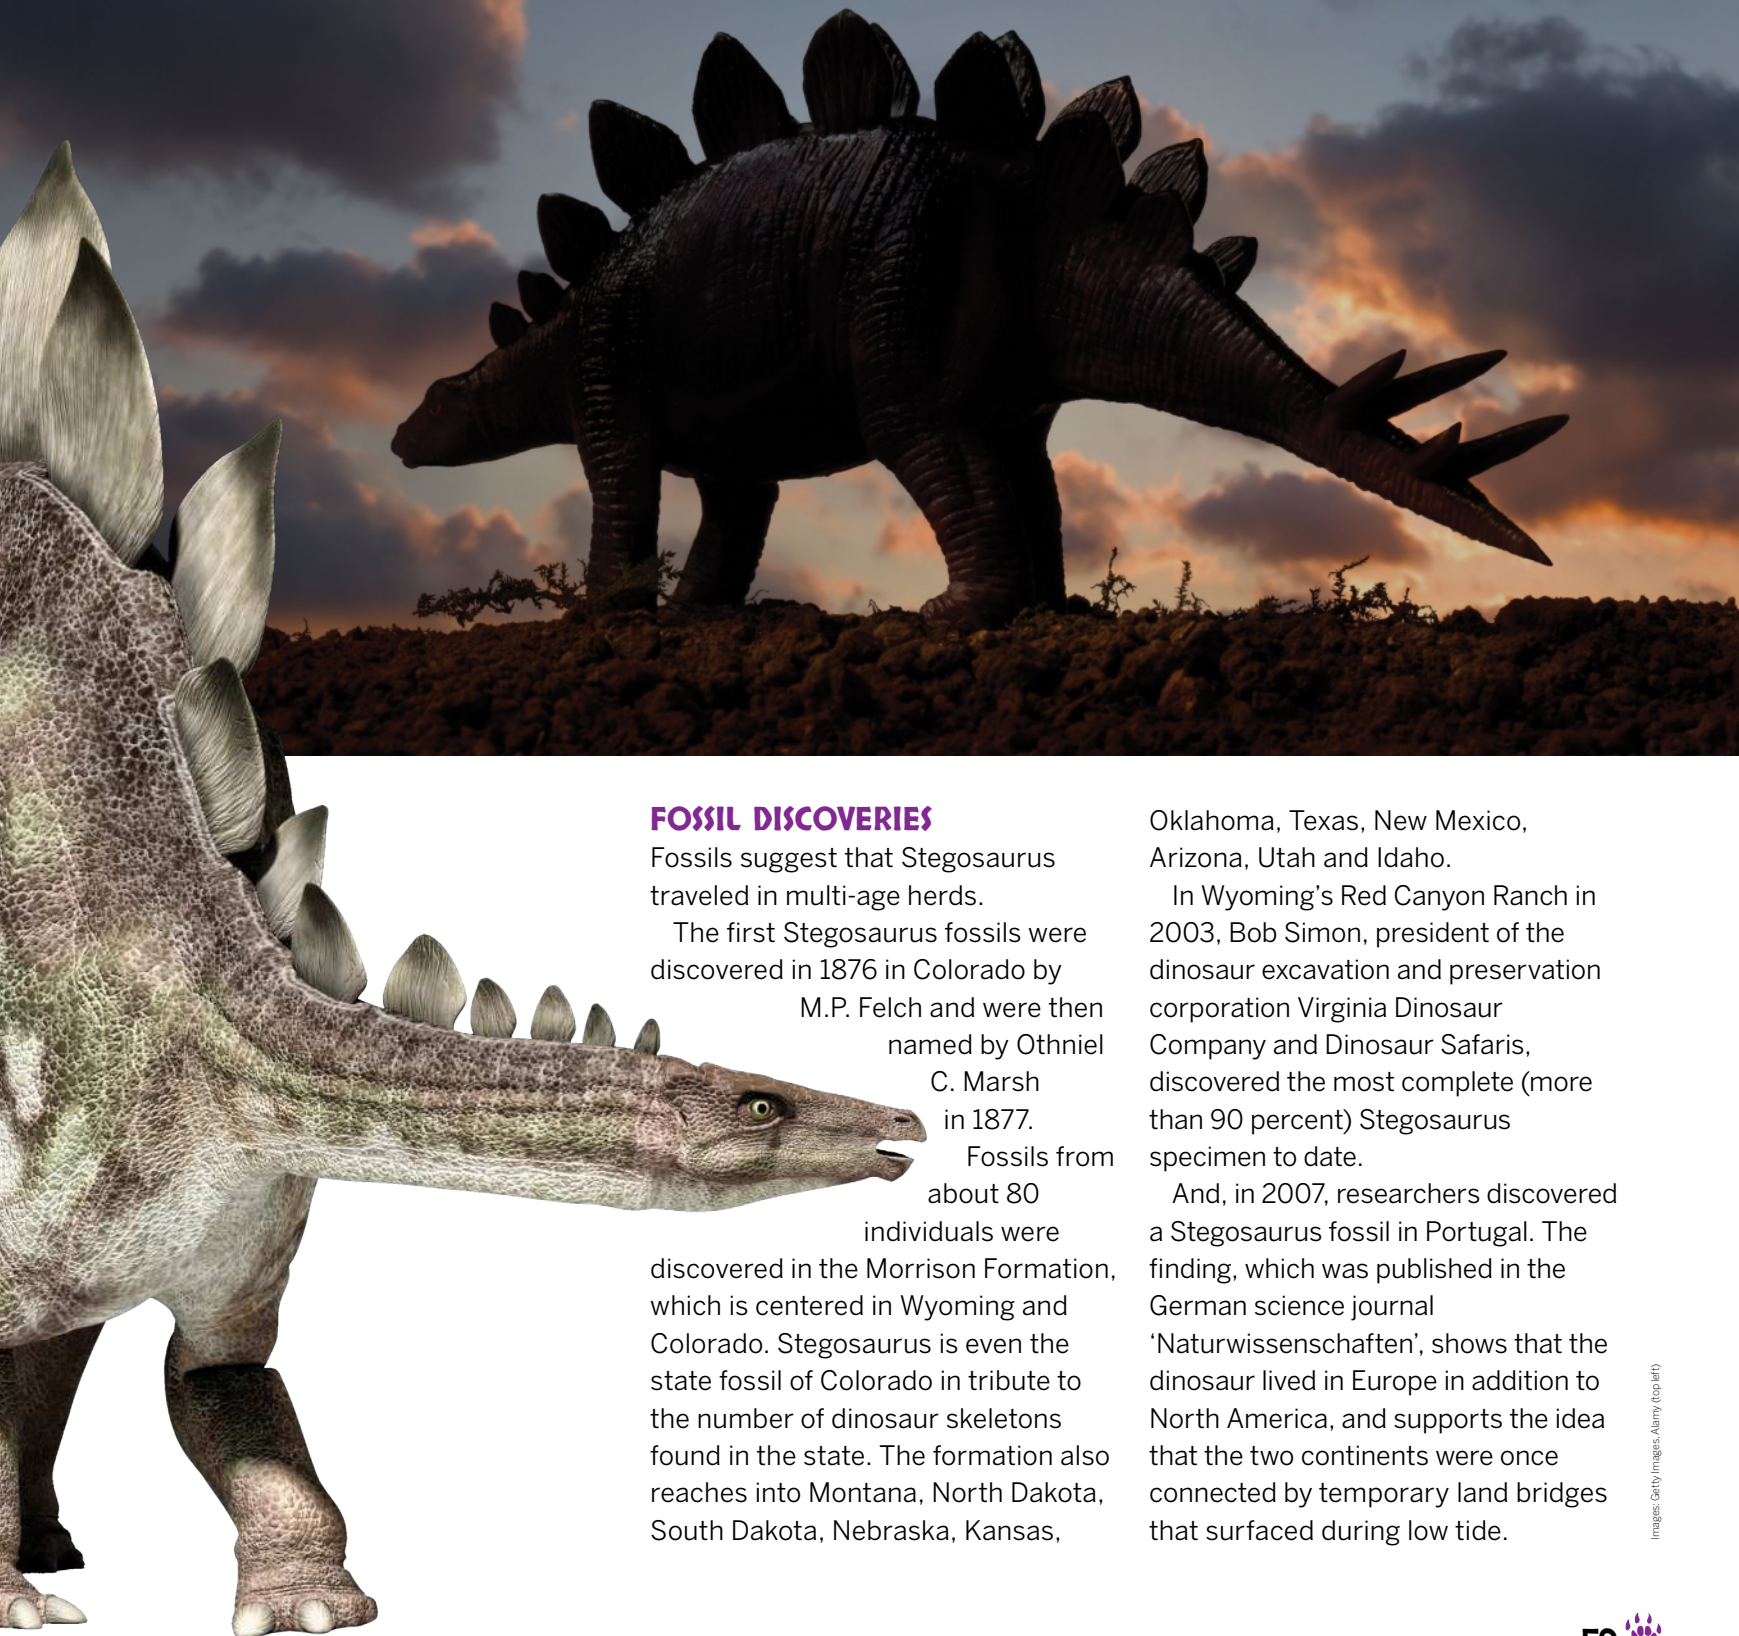 FOSSIL DISCOVERIES
Fossils suggest that Stegosaurus
traveled in multi-age herds.
The first Stegosaurus fossils were
discovered in 1876 in Colorado by
M.P. Felch and were then
named by Othniel
C. Marsh
in 1877.
Fossils from
about 80
individuals were
discovered in the Morrison Formation,
which is centered in Wyoming and
Colorado. Stegosaurus is even the
state fossil of Colorado in tribute to
the number of dinosaur skeletons
found in the state. The formation also
reaches into Montana, North Dakota,
South Dakota, Nebraska, Kansas,
Oklahoma, Texas, New Mexico,
Arizona, Utah and Idaho.
In Wyoming’s Red Canyon Ranch in
2003, Bob Simon, president of the
dinosaur excavation and preservation
corporation Virginia Dinosaur
Company and Dinosaur Safaris,
discovered the most complete (more
than 90 percent) Stegosaurus
specimen to date.
And, in 2007, researchers discovered
a Stegosaurus fossil in Portugal. The
finding, which was published in the
German science journal
‘Naturwissenschaften’, shows that the
dinosaur lived in Europe in addition to
North America, and supports the idea
that the two continents were once
connected by temporary land bridges
that surfaced during low tide.
Images: Getty Images, Alamy (top left)